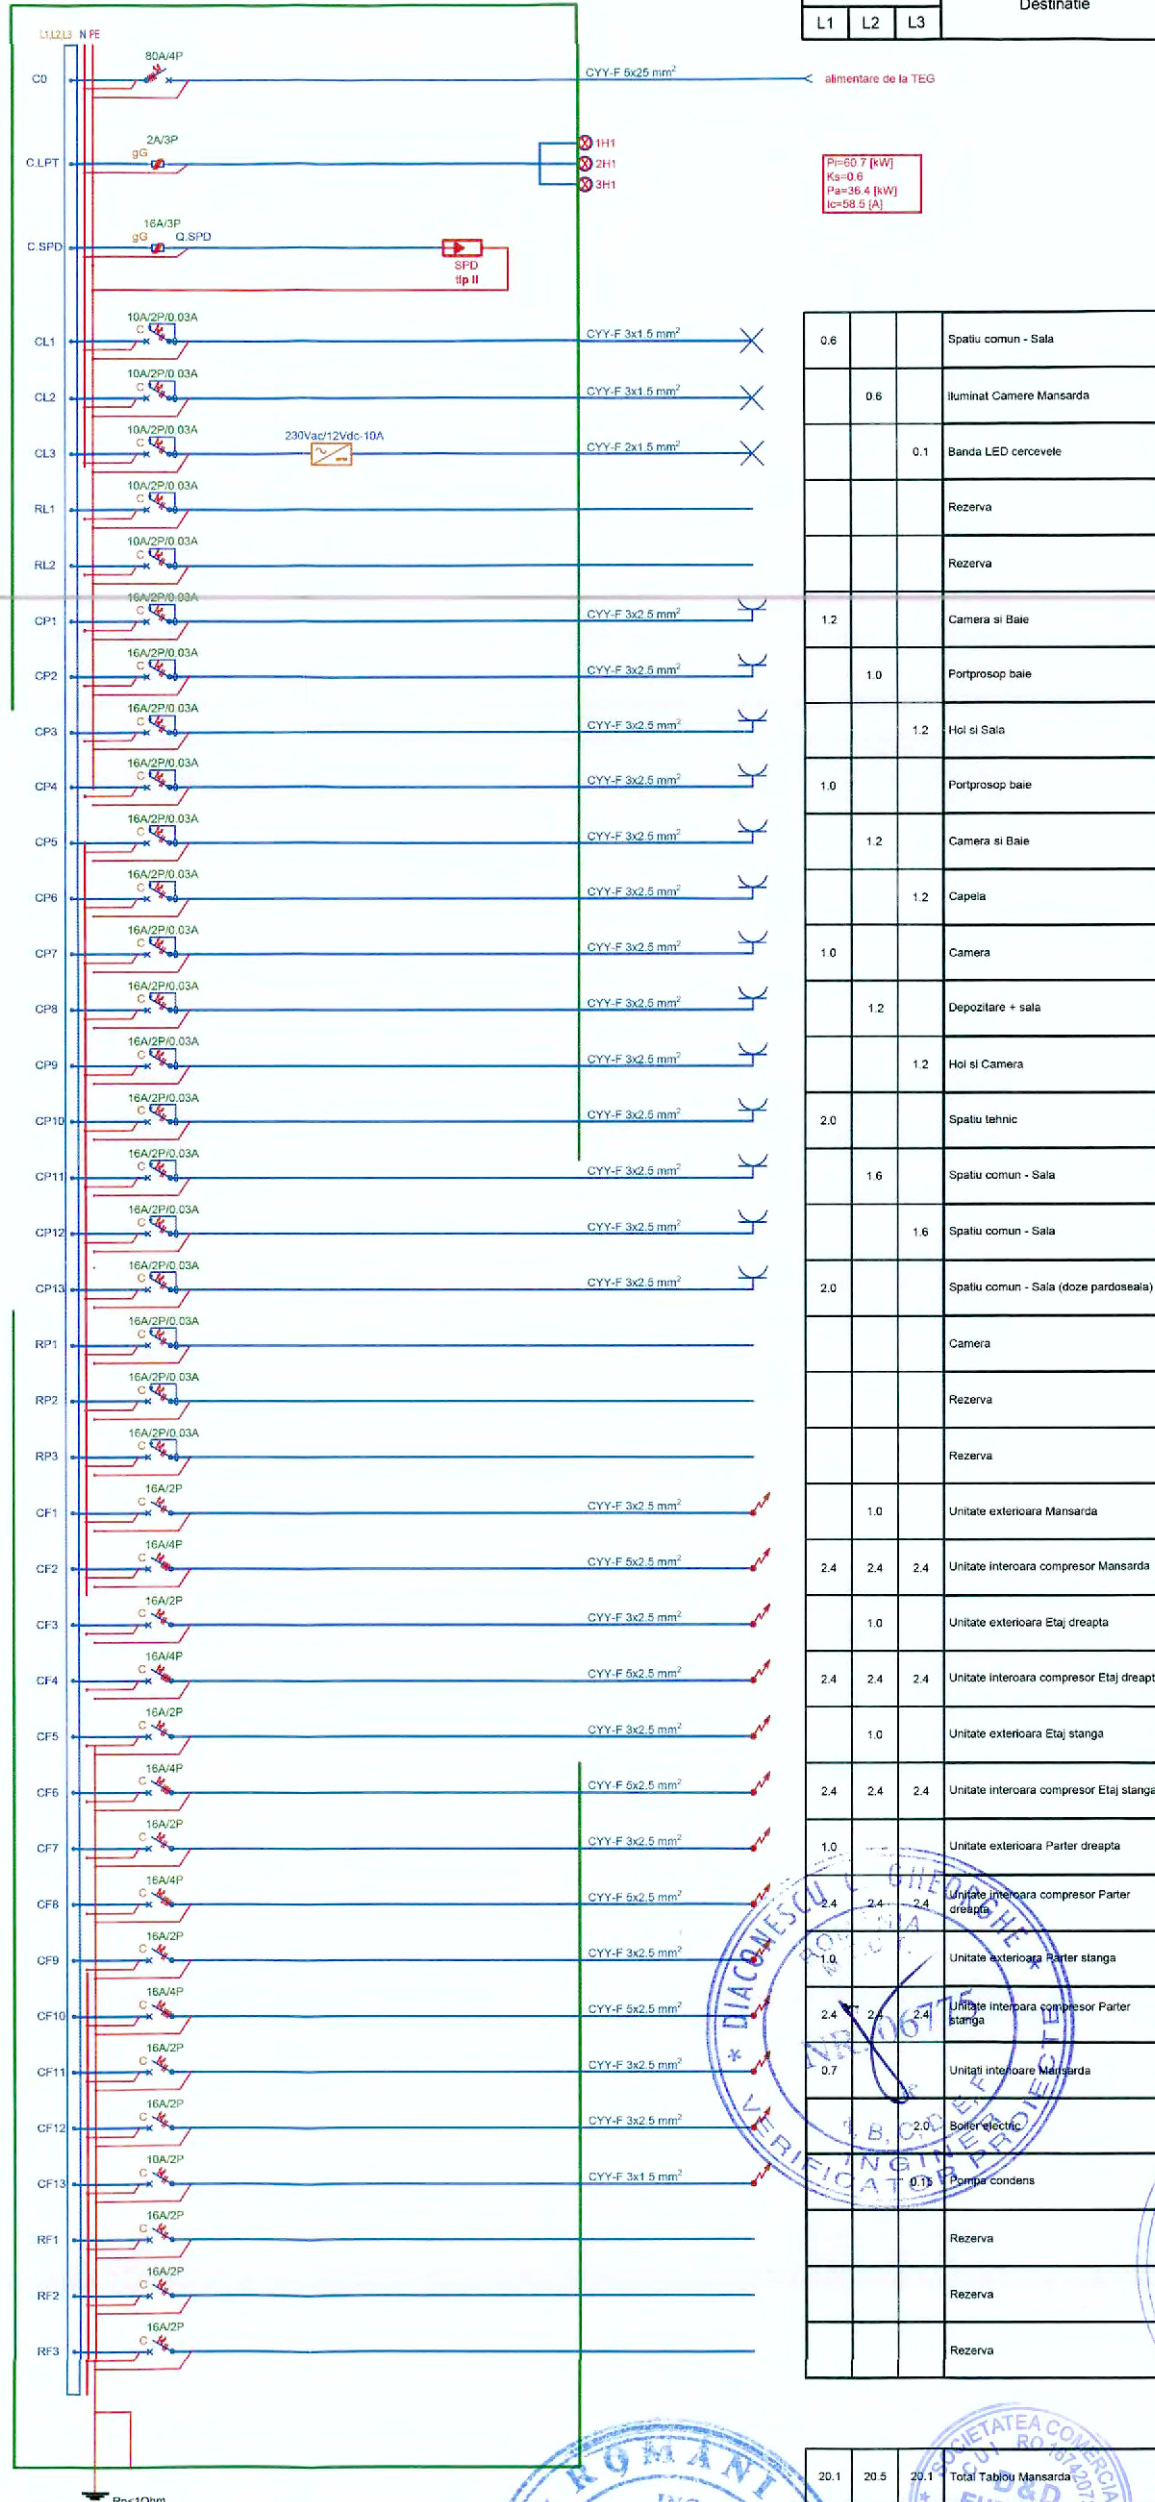 Destinatie
L1 L2 L3
L1,L2,L3 N PE
80A/4P
C0 CYY-F 5x25 mm² alimentare de la TEG
2A/3P
gG
C.LPT
1H1
2H1
3H1
Pi=60.7 [kW]
Ks=0.6
Pa=36.4 [kW]
Ic=58.5 [A]
16A/3P
gG Q.SPD
C.SPD
SPD
tip II
10A/2P/0.03A
C
CL1 CYY-F 3x1.5 mm² 0.6 Spatiu comun - Sala
10A/2P/0.03A
C
CL2 CYY-F 3x1.5 mm² 0.6 Iluminat Camere Mansarda
10A/2P/0.03A
C 230Vac/12Vdc-10A
CL3 CYY-F 2x1.5 mm² 0.1 Banda LED cercevele
10A/2P/0.03A
C
RL1 Rezerva
10A/2P/0.03A
C
RL2 Rezerva
16A/2P/0.03A
C
CP1 CYY-F 3x2.5 mm² 1.2 Camera si Baie
16A/2P/0.03A
C
CP2 CYY-F 3x2.5 mm² 1.0 Portprosop baie
16A/2P/0.03A
C
CP3 CYY-F 3x2.5 mm² 1.2 Hol si Sala
16A/2P/0.03A
C
CP4 CYY-F 3x2.5 mm² 1.0 Portprosop baie
16A/2P/0.03A
C
CP5 CYY-F 3x2.5 mm² 1.2 Camera si Baie
16A/2P/0.03A
C
CP6 CYY-F 3x2.5 mm² 1.2 Capela
16A/2P/0.03A
C
CP7 CYY-F 3x2.5 mm² 1.0 Camera
16A/2P/0.03A
C
CP8 CYY-F 3x2.5 mm² 1.2 Depozitare + sala
16A/2P/0.03A
C
CP9 CYY-F 3x2.5 mm² 1.2 Hol si Camera
16A/2P/0.03A
C
CP10 CYY-F 3x2.5 mm² 2.0 Spatiu tehnic
16A/2P/0.03A
C
CP11 CYY-F 3x2.5 mm² 1.6 Spatiu comun - Sala
16A/2P/0.03A
C
CP12 CYY-F 3x2.5 mm² 1.6 Spatiu comun - Sala
16A/2P/0.03A
C
CP13 CYY-F 3x2.5 mm² 2.0 Spatiu comun - Sala (doze pardoseala)
16A/2P/0.03A
C
RP1 Camera
16A/2P/0.03A
C
RP2 Rezerva
16A/2P/0.03A
C
RP3 Rezerva
16A/2P
C
CF1 CYY-F 3x2.5 mm² 1.0 Unitate exterioara Mansarda
16A/4P
C
CF2 CYY-F 5x2.5 mm² 2.4 2.4 2.4 Unitate interoara compresor Mansarda
16A/2P
C
CF3 CYY-F 3x2.5 mm² 1.0 Unitate exterioara Etaj dreapta
16A/4P
C
CF4 CYY-F 5x2.5 mm² 2.4 2.4 2.4 Unitate interoara compresor Etaj dreapt
16A/2P
C
CF5 CYY-F 3x2.5 mm² 1.0 Unitate exterioara Etaj stanga
16A/4P
C
CF6 CYY-F 5x2.5 mm² 2.4 2.4 2.4 Unitate interoara compresor Etaj stanga
16A/2P
C
CF7 CYY-F 3x2.5 mm² 1.0 Unitate exterioara Parter dreapta
16A/4P
C
CF8 CYY-F 5x2.5 mm² 2.4 2.4 2.4 Unitate interoara compresor Parter
dreapta
16A/2P
C
CF9 CYY-F 3x2.5 mm² 1.0 Unitate exterioara Parter stanga
16A/4P
C
CF10 CYY-F 5x2.5 mm² 2.4 2.4 2.4 Unitate interoara compresor Parter
stanga
16A/2P
C
CF11 CYY-F 3x2.5 mm² 0.7 Unitati interioare Mansarda
16A/2P
C
CF12 CYY-F 3x2.5 mm² 2.0 Boiler electric
10A/2P
C
CF13 CYY-F 3x1.5 mm² 0.15 Pompa condens
16A/2P
C
RF1 Rezerva
16A/2P
C
RF2 Rezerva
16A/2P
C
RF3 Rezerva
* DIACONESCU C GHEORGHE *
ROMANIA
NR. 06775
B, C, D, E, F
INGINER
VERIFICATOR PROIECTE
20.1 20.5 20.1 Total Tablou Mansarda
SOCIETATEA COMERCIA
CUI RO
D&D
ROMÂNI
Rp≤1Ohm